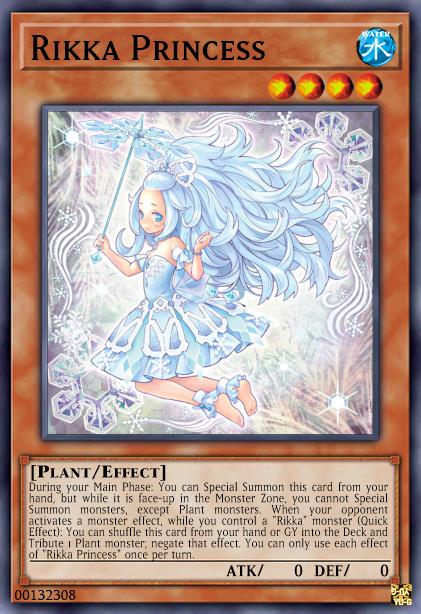 RIKKA PRINCESS
WATER
水
[PLANT/EFFECT]
During your Main Phase: You can Special Summon this card from your
hand, but while it is face-up in the Monster Zone, you cannot Special
Summon monsters, except Plant monsters. When your opponent
activates a monster effect, while you control a "Rikka" monster (Quick
Effect): You can shuffle this card from your hand or GY into the Deck and
Tribute 1 Plant monster; negate that effect. You can only use each effect
of "Rikka Princess" once per turn.
ATK/ 0 DEF/ 0
00132308